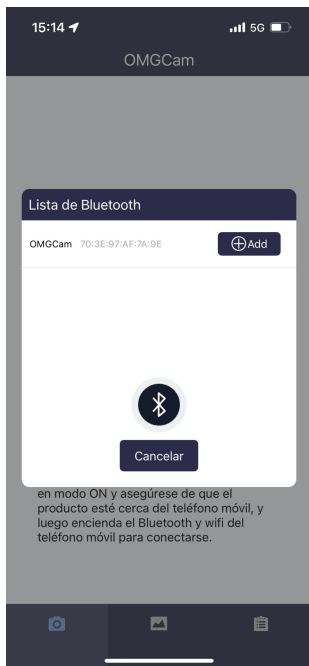 15:14
5G
OMGCam
Lista de Bluetooth
OMGCam 70:3E:97:AF:7A:9E Add
Cancelar
en modo ON y asegúrese de que el
producto esté cerca del teléfono móvil, y
luego encienda el Bluetooth y wifi del
teléfono móvil para conectarse.